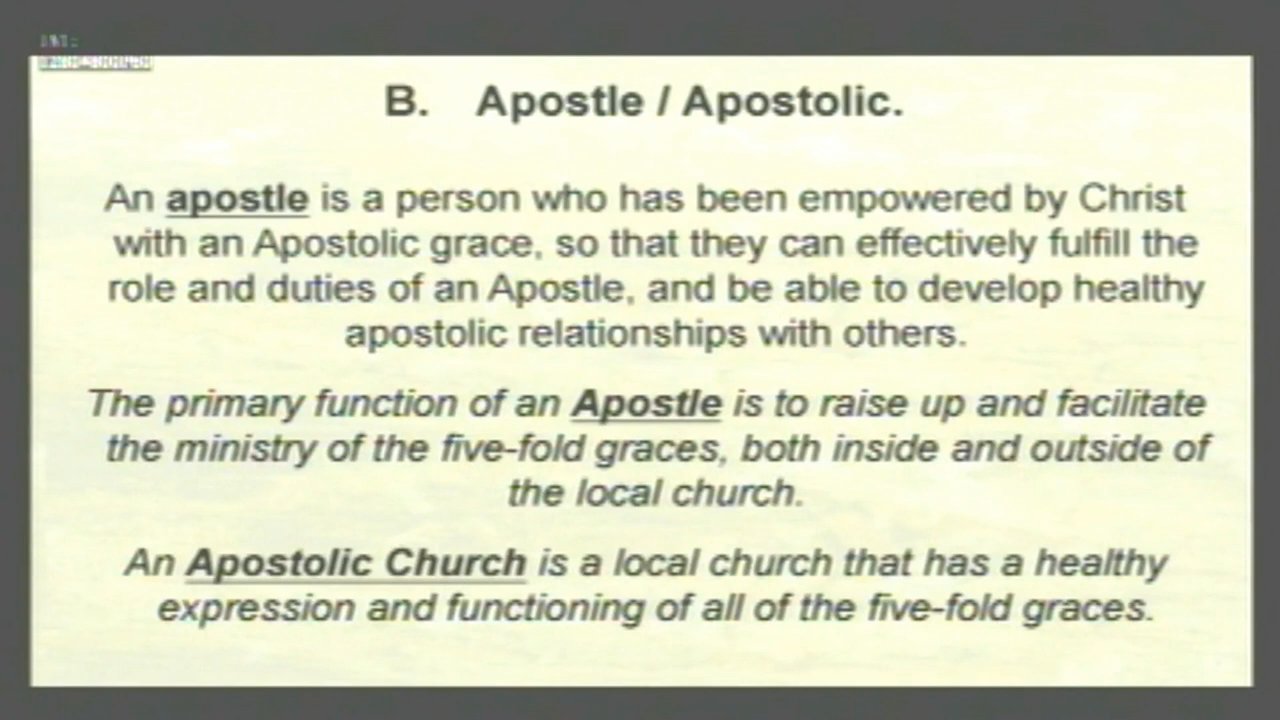 B. Apostle / Apostolic.
An apostle is a person who has been empowered by Christ
with an Apostolic grace, so that they can effectively fulfill the
role and duties of an Apostle, and be able to develop healthy
apostolic relationships with others.
The primary function of an Apostle is to raise up and facilitate
the ministry of the five-fold graces, both inside and outside of
the local church.
An Apostolic Church is a local church that has a healthy
expression and functioning of all of the five-fold graces.